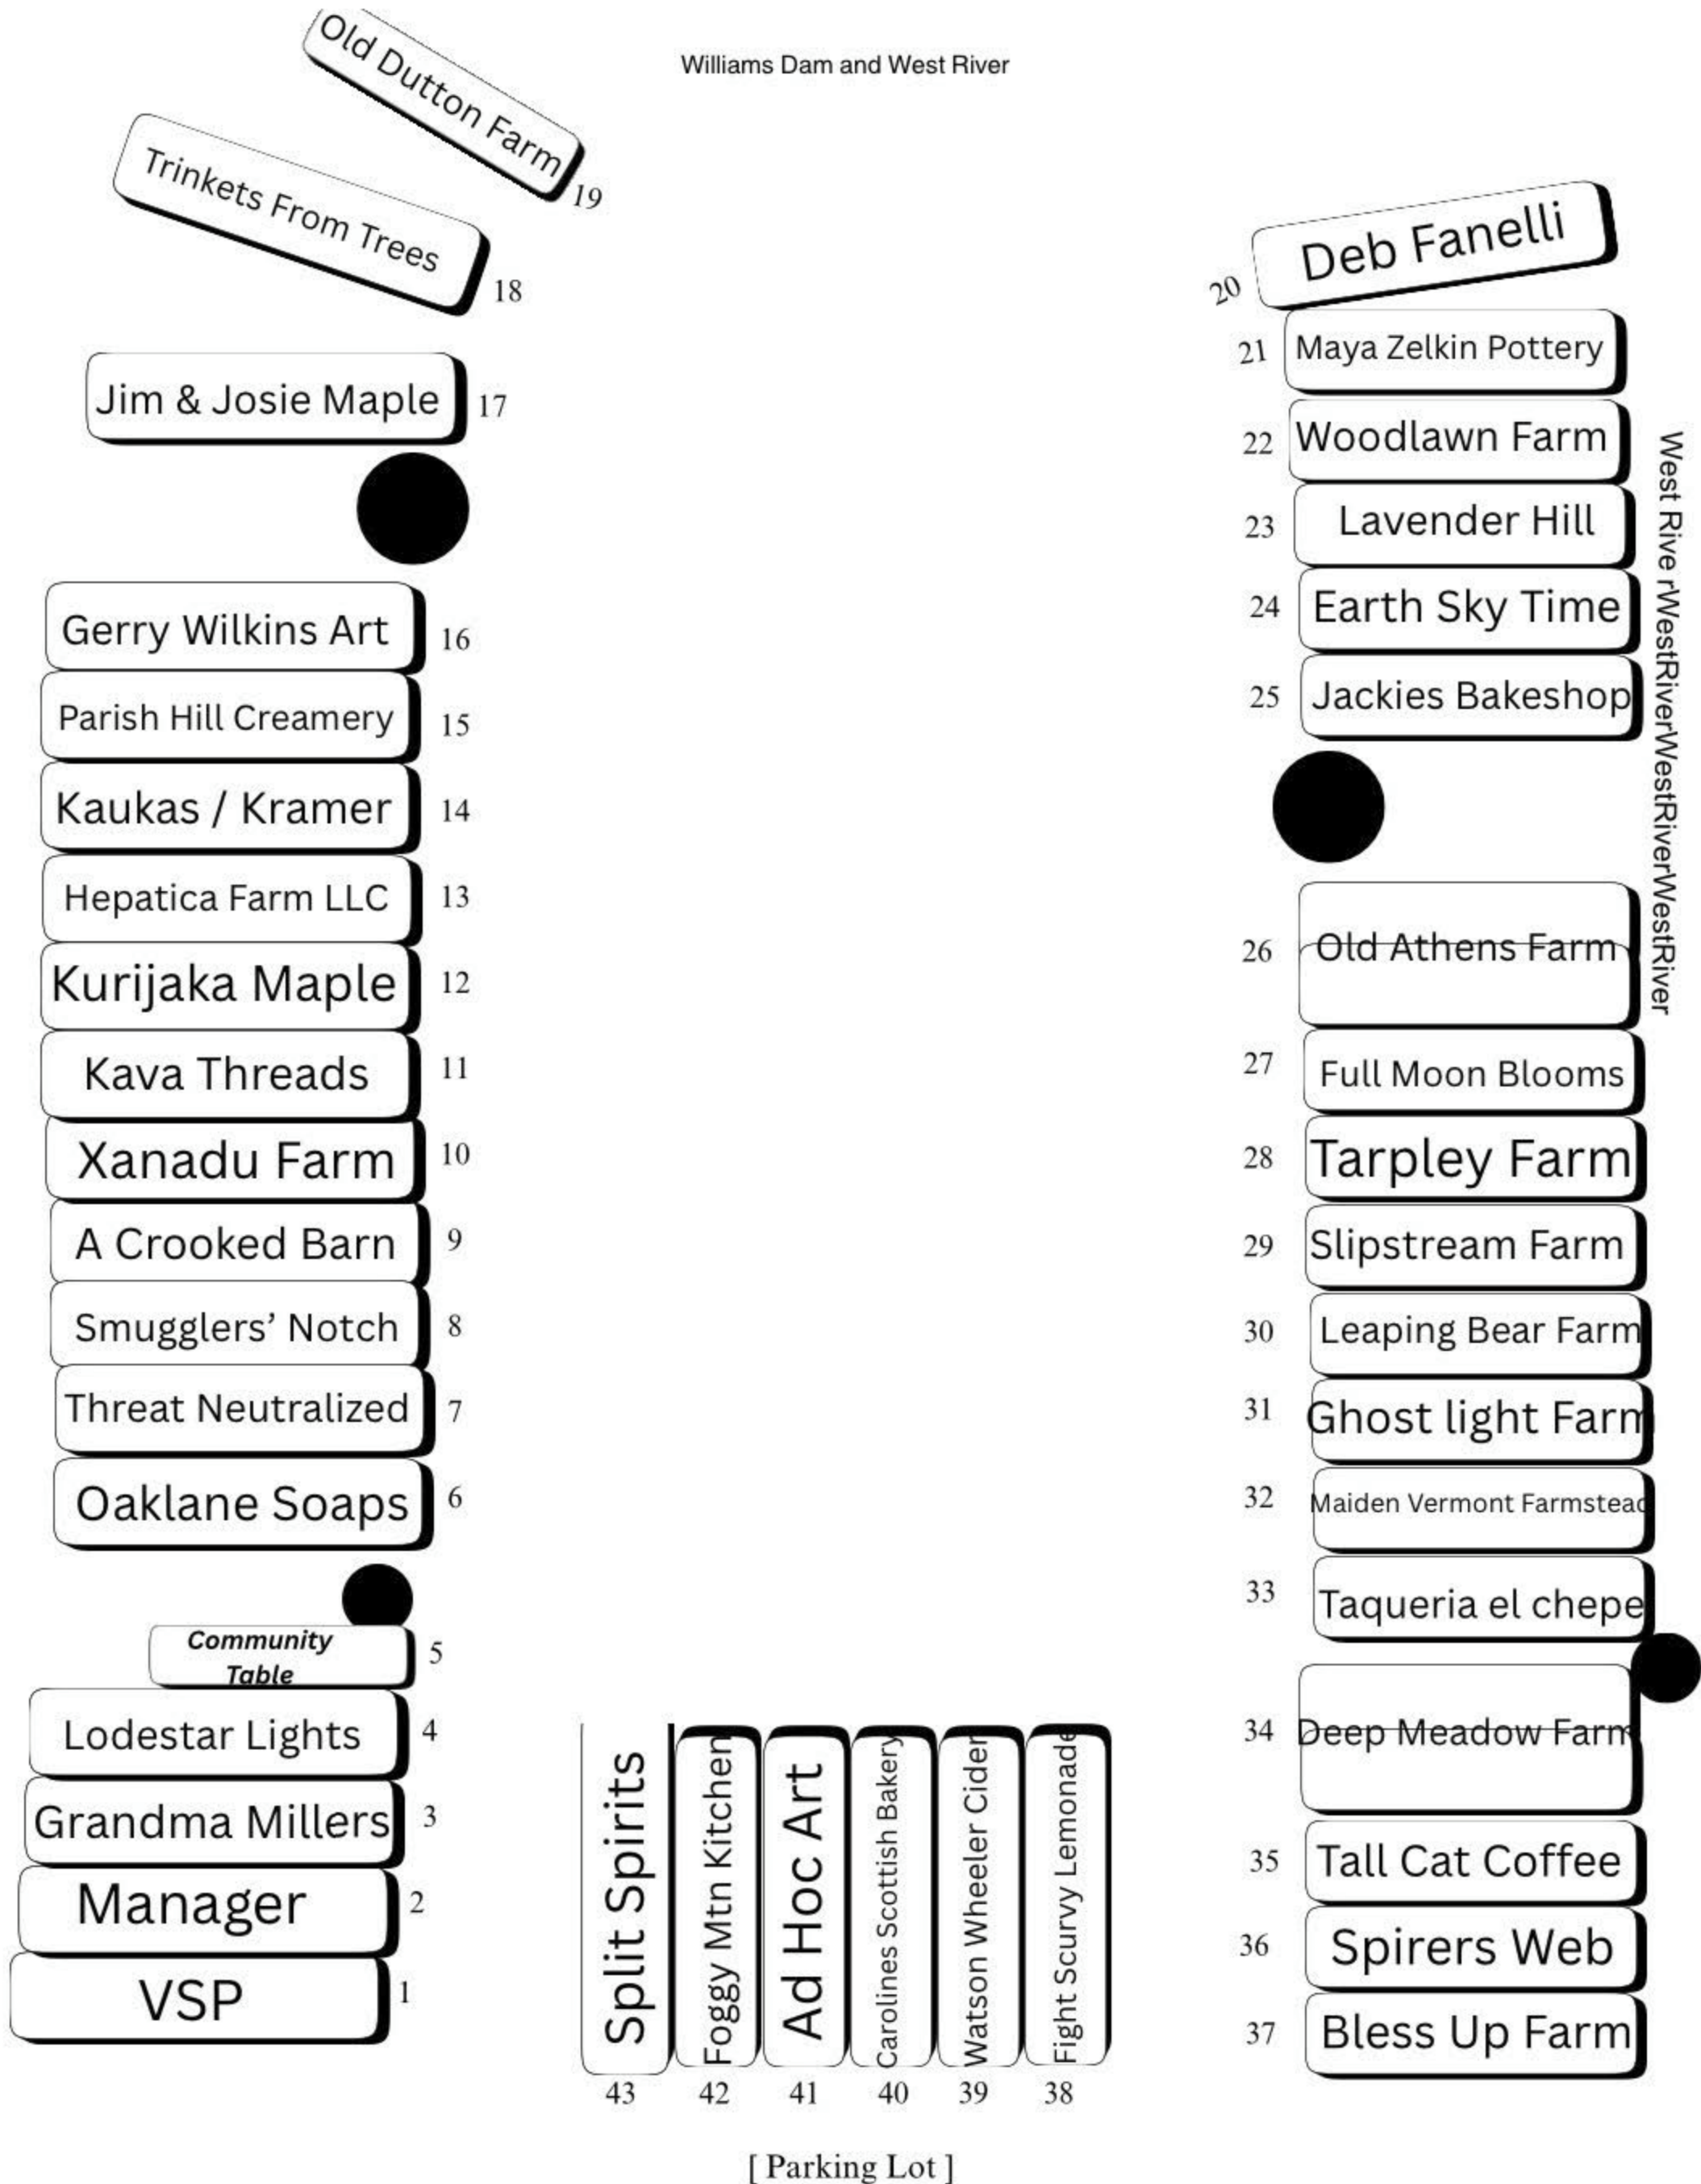 Williams Dam and West River
Old Dutton Farm
19
Trinkets From Trees
18
Jim & Josie Maple
17
Gerry Wilkins Art
16
Parish Hill Creamery
15
Kaukas / Kramer
14
Hepatica Farm LLC
13
Kurijaka Maple
12
Kava Threads
11
Xanadu Farm
10
A Crooked Barn
9
Smugglers’ Notch
8
Threat Neutralized
7
Oaklane Soaps
6
Community
Table
5
Lodestar Lights
4
Grandma Millers
3
Manager
2
VSP
1
Split Spirits
43
Foggy Mtn Kitchen
42
Ad Hoc Art
41
Carolines Scottish Bakery
40
Watson Wheeler Cider
39
Fight Scurvy Lemonade
38
20
Deb Fanelli
21
Maya Zelkin Pottery
22
Woodlawn Farm
23
Lavender Hill
24
Earth Sky Time
25
Jackies Bakeshop
26
Old Athens Farm
27
Full Moon Blooms
28
Tarpley Farm
29
Slipstream Farm
30
Leaping Bear Farm
31
Ghost light Farm
32
Maiden Vermont Farmstead
33
Taqueria el chepe
34
Deep Meadow Farm
35
Tall Cat Coffee
36
Spirers Web
37
Bless Up Farm
West Rive rWestRiverWestRiverWestRiver
[ Parking Lot ]